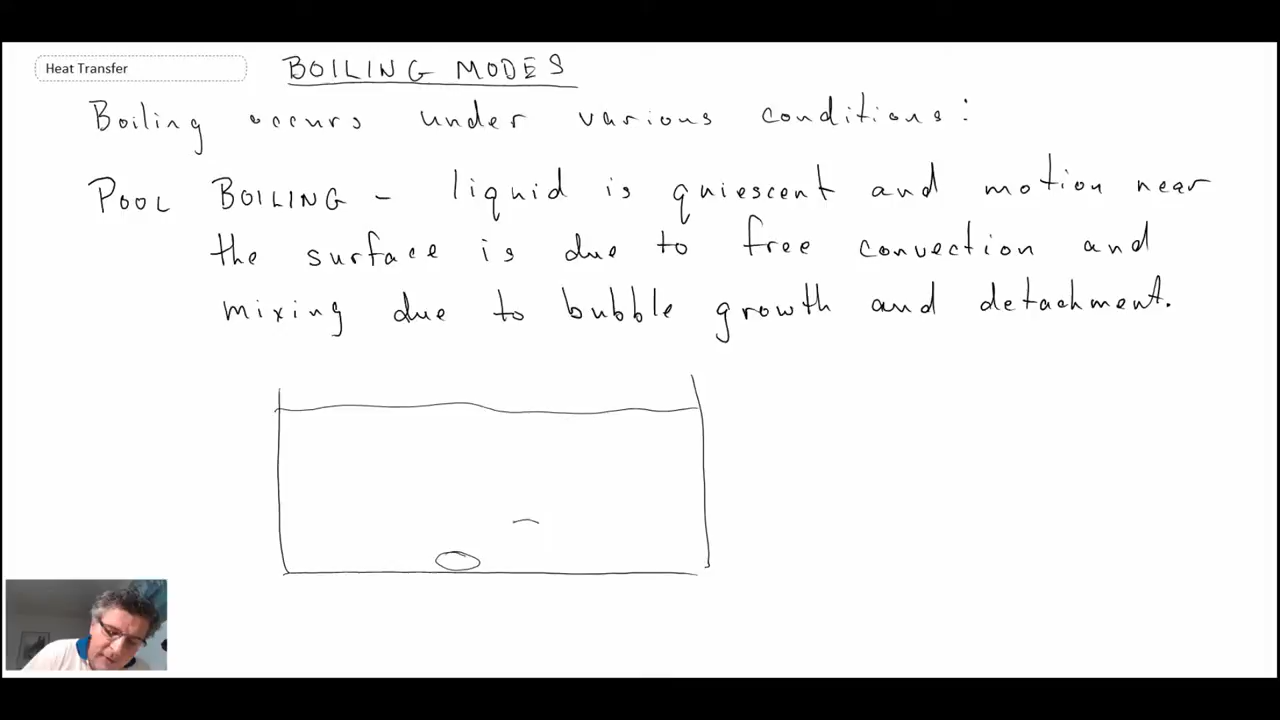 Heat Transfer
BOILING MODES
Boiling occurs under various conditions:
POOL BOILING - liquid is quiescent and motion near
the surface is due to free convection and
mixing due to bubble growth and detachment.